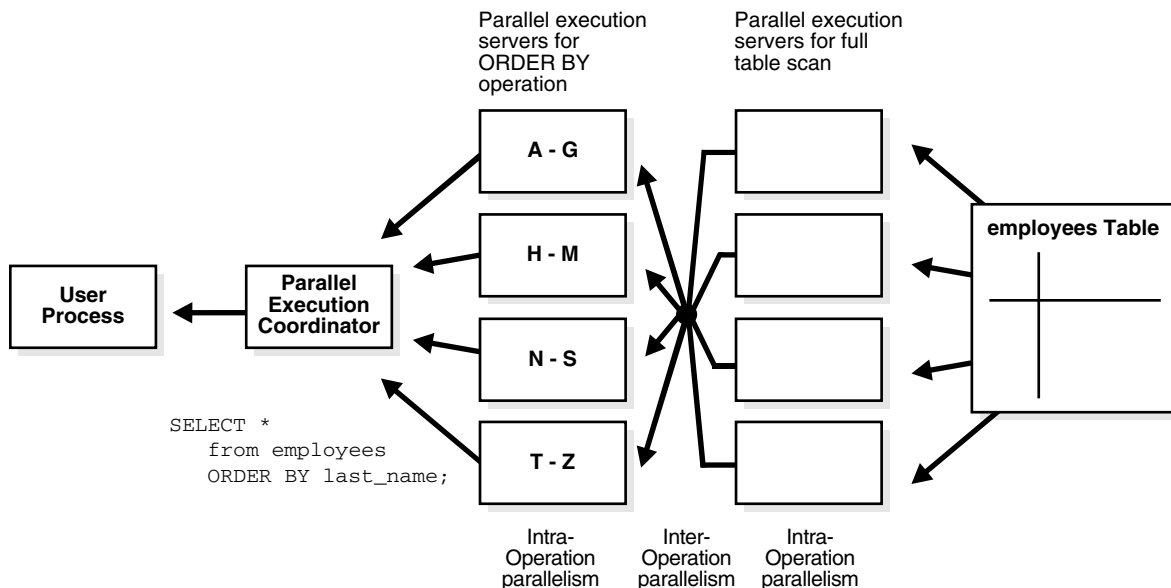 Parallel execution
servers for
ORDER BY
operation
Parallel execution
servers for full
table scan
A - G
H - M
N - S
T - Z
employees Table
User
Process
Parallel
Execution
Coordinator
SELECT *
from employees
ORDER BY last_name;
Intra-
Operation
parallelism
Inter-
Operation
parallelism
Intra-
Operation
parallelism